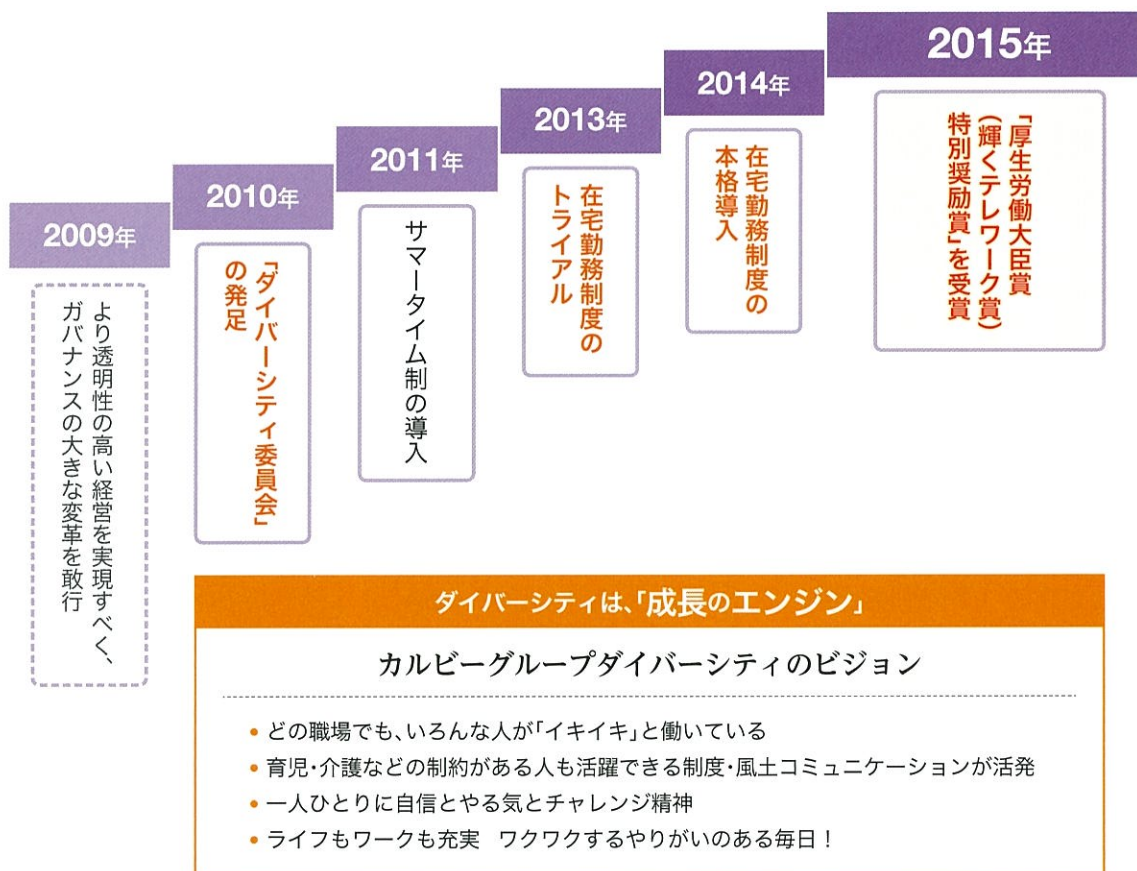 2009年
より透明性の高い経営を実現すべく、
ガバナンスの大きな変革を敢行
2010年
「ダイバーシティ委員会」
の発足
2011年
サマータイム制の導入
2013年
在宅勤務制度の
トライアル
2014年
在宅勤務制度の
本格導入
2015年
「厚生労働大臣賞
(輝くテレワーク賞)
特別奨励賞」を受賞
ダイバーシティは、「成長のエンジン」
カルビーグループダイバーシティのビジョン
• どの職場でも、いろんな人が「イキイキ」と働いている
• 育児・介護などの制約がある人も活躍できる制度・風土コミュニケーションが活発
• 一人ひとりに自信とやる気とチャレンジ精神
• ライフもワークも充実 ワクワクするやりがいのある毎日！